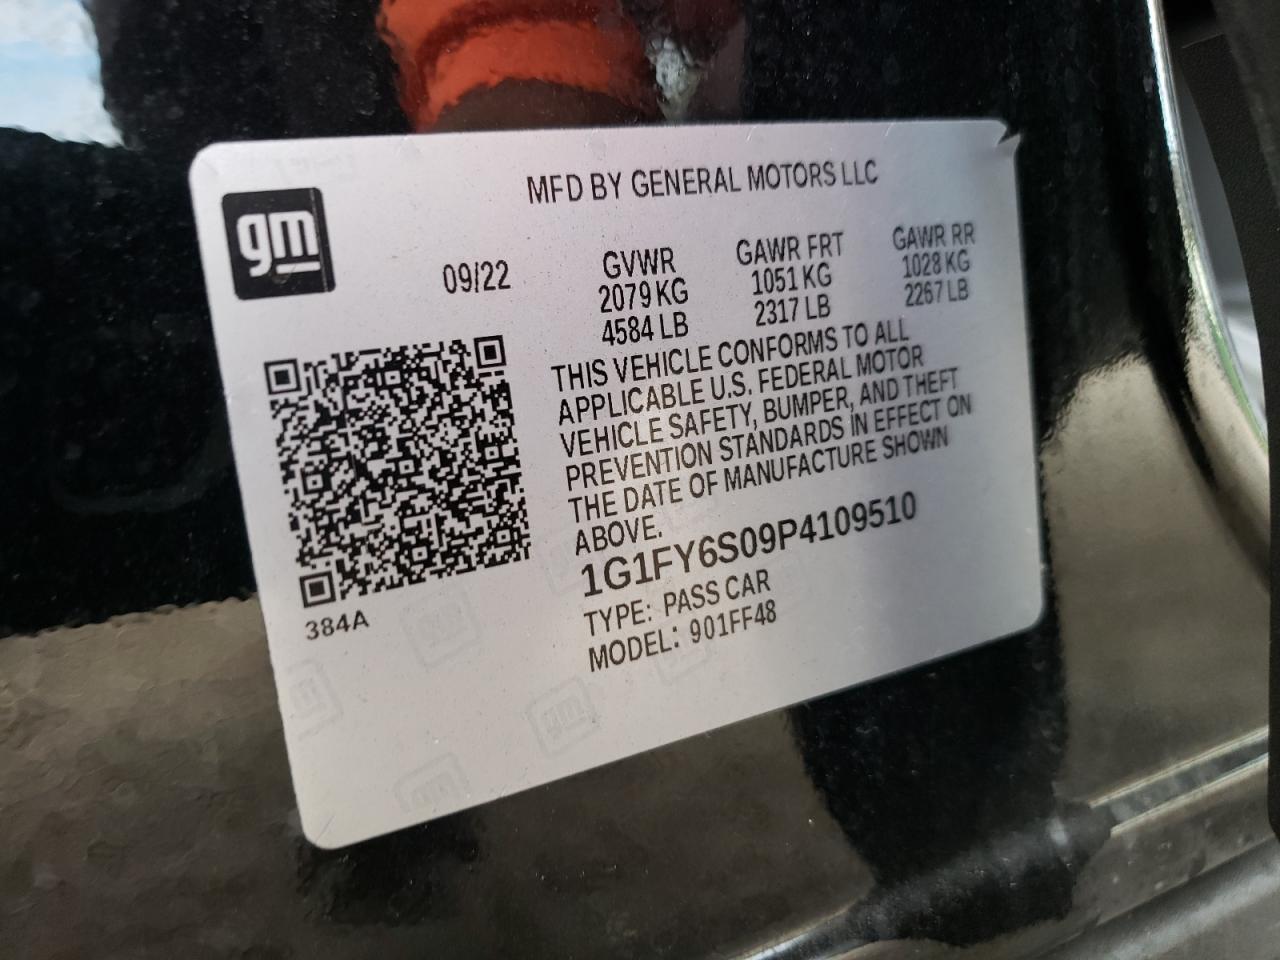 MFD BY GENERAL MOTORS LLC
gm
09/22
GVWR
2079 KG
4584 LB
GAWR FRT
1051 KG
2317 LB
GAWR RR
1028 KG
2267 LB
THIS VEHICLE CONFORMS TO ALL
APPLICABLE U.S. FEDERAL MOTOR
VEHICLE SAFETY, BUMPER, AND THEFT
PREVENTION STANDARDS IN EFFECT ON
THE DATE OF MANUFACTURE SHOWN
ABOVE.
1G1FY6S09P4109510
TYPE: PASS CAR
MODEL: 901FF48
384A